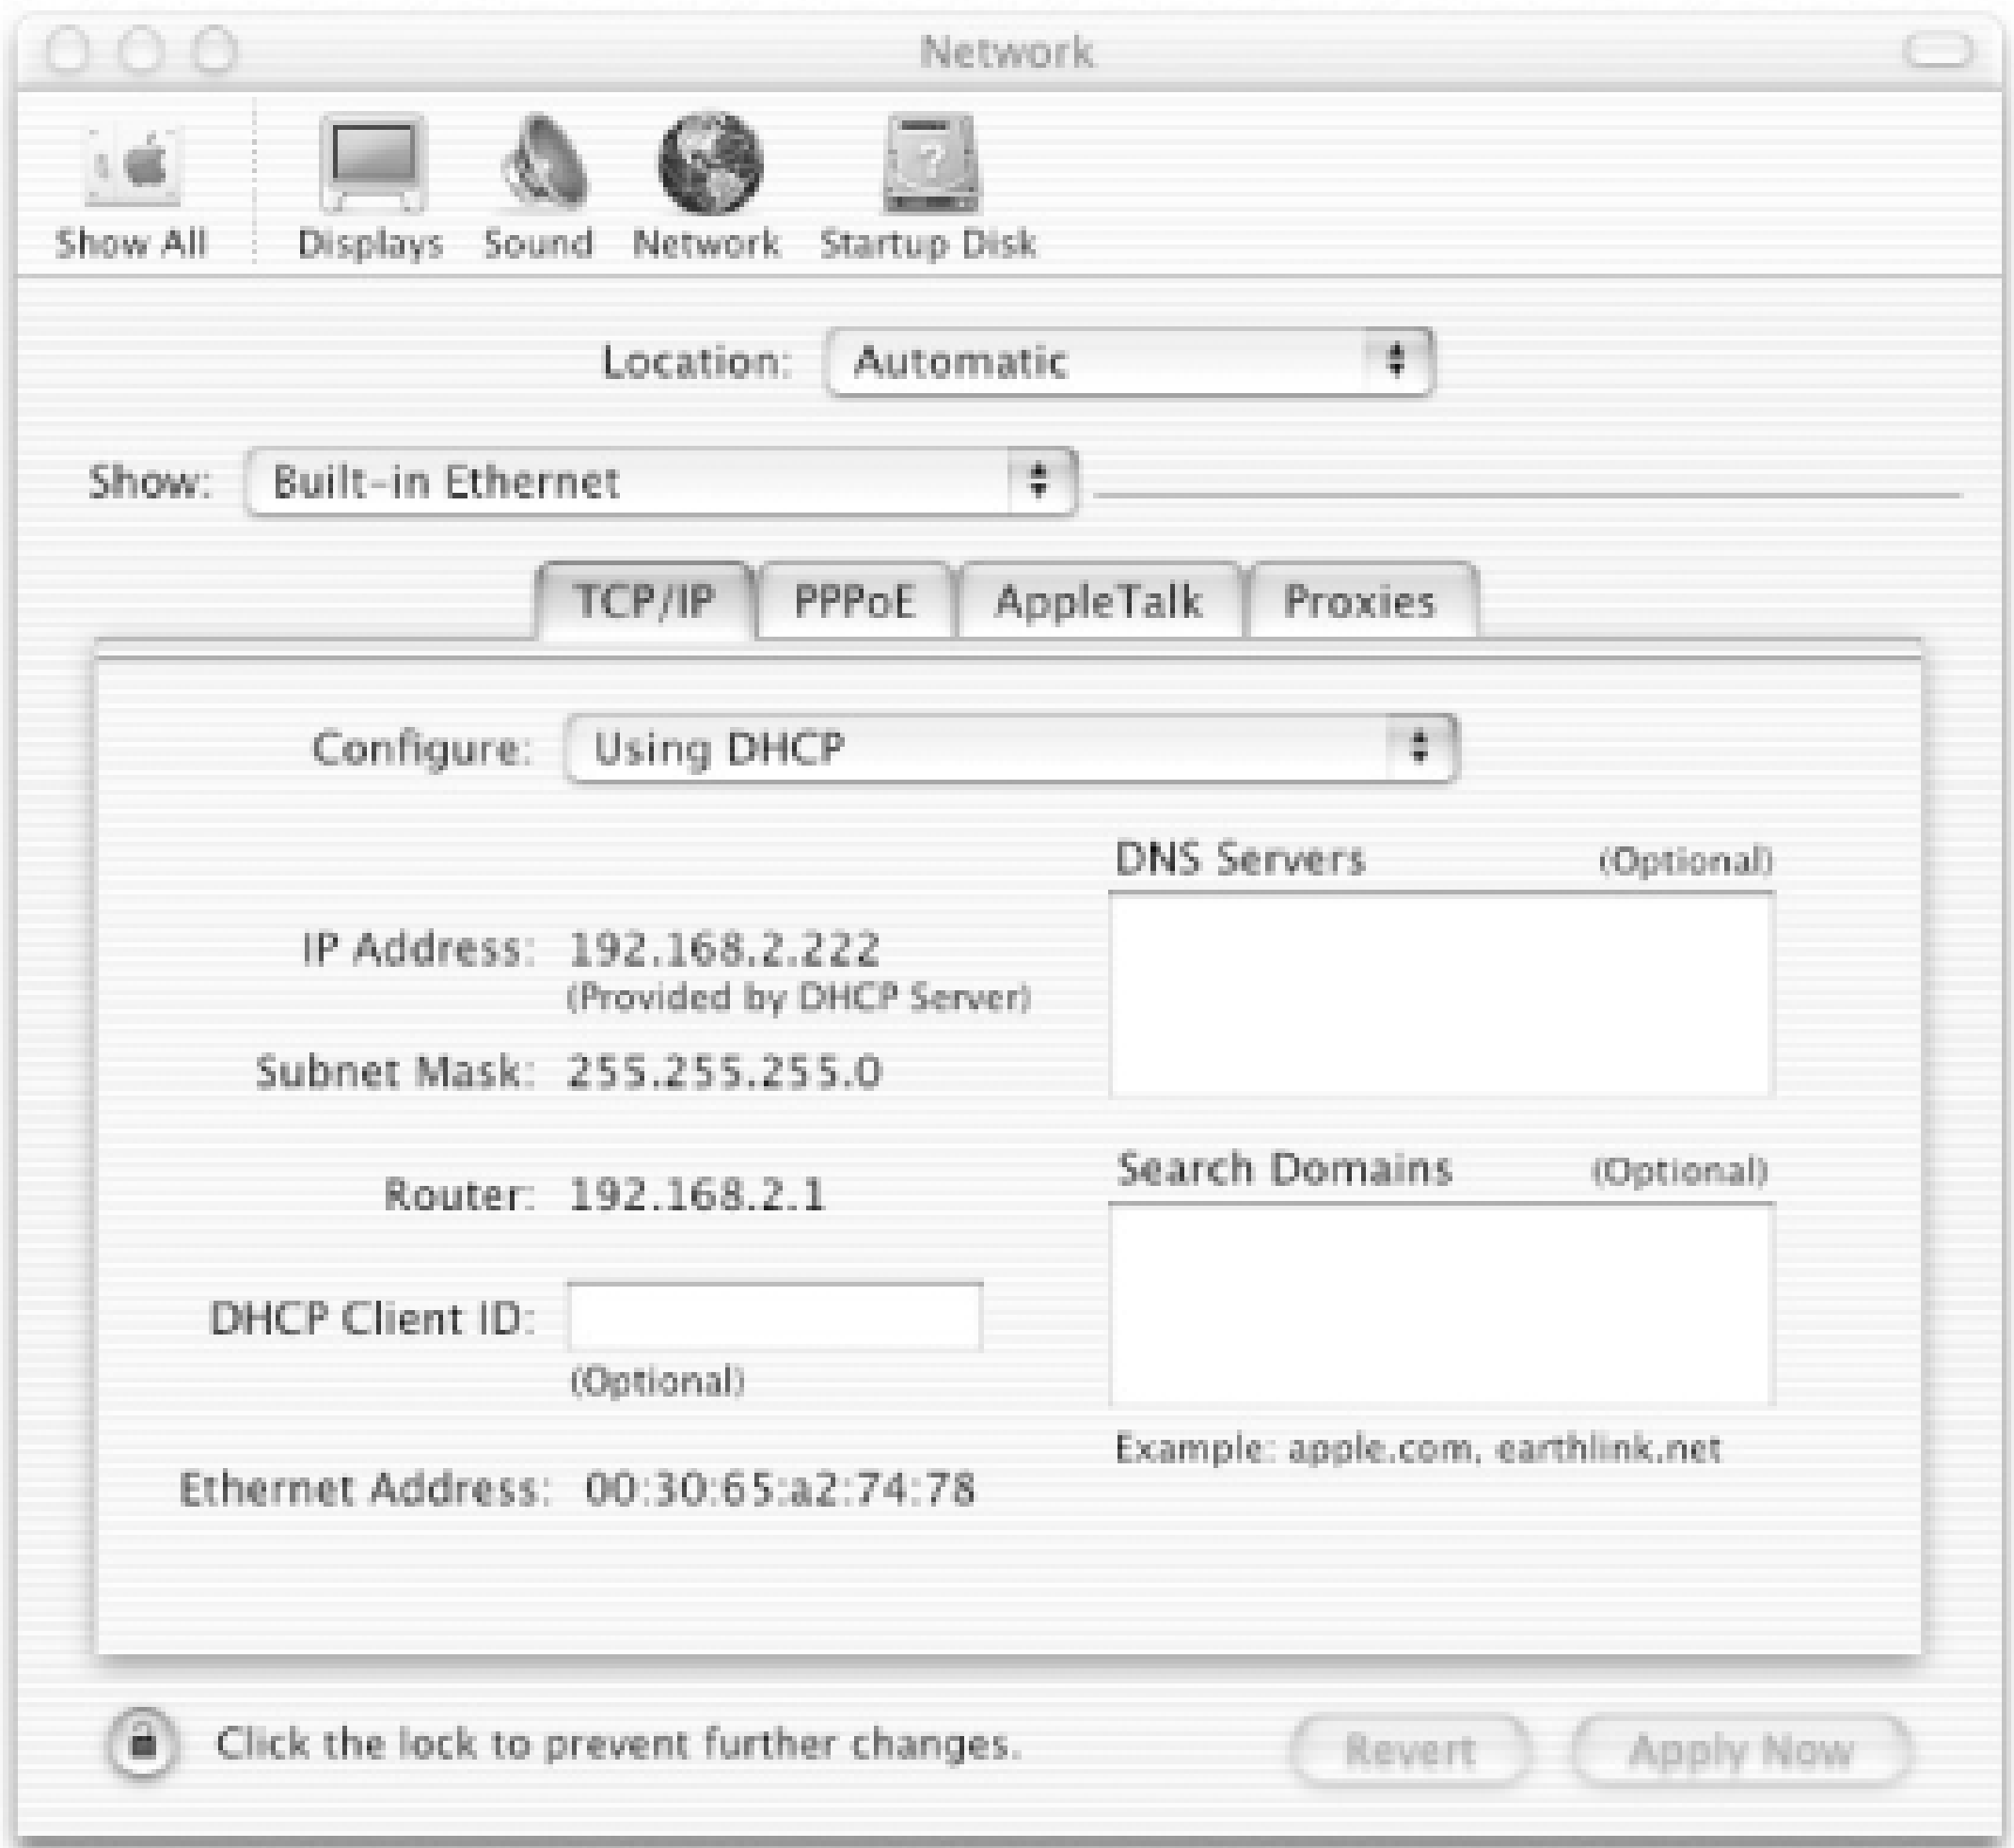 Network
Show All Displays Sound Network Startup Disk
Location: Automatic
Show: Built-in Ethernet
TCP/IP PPPoE AppleTalk Proxies
Configure: Using DHCP
DNS Servers (Optional)
IP Address: 192.168.2.222
(Provided by DHCP Server)
Subnet Mask: 255.255.255.0
Search Domains (Optional)
Router: 192.168.2.1
DHCP Client ID:
(Optional)
Example: apple.com, earthlink.net
Ethernet Address: 00:30:65:a2:74:78
Click the lock to prevent further changes.
Revert Apply Now